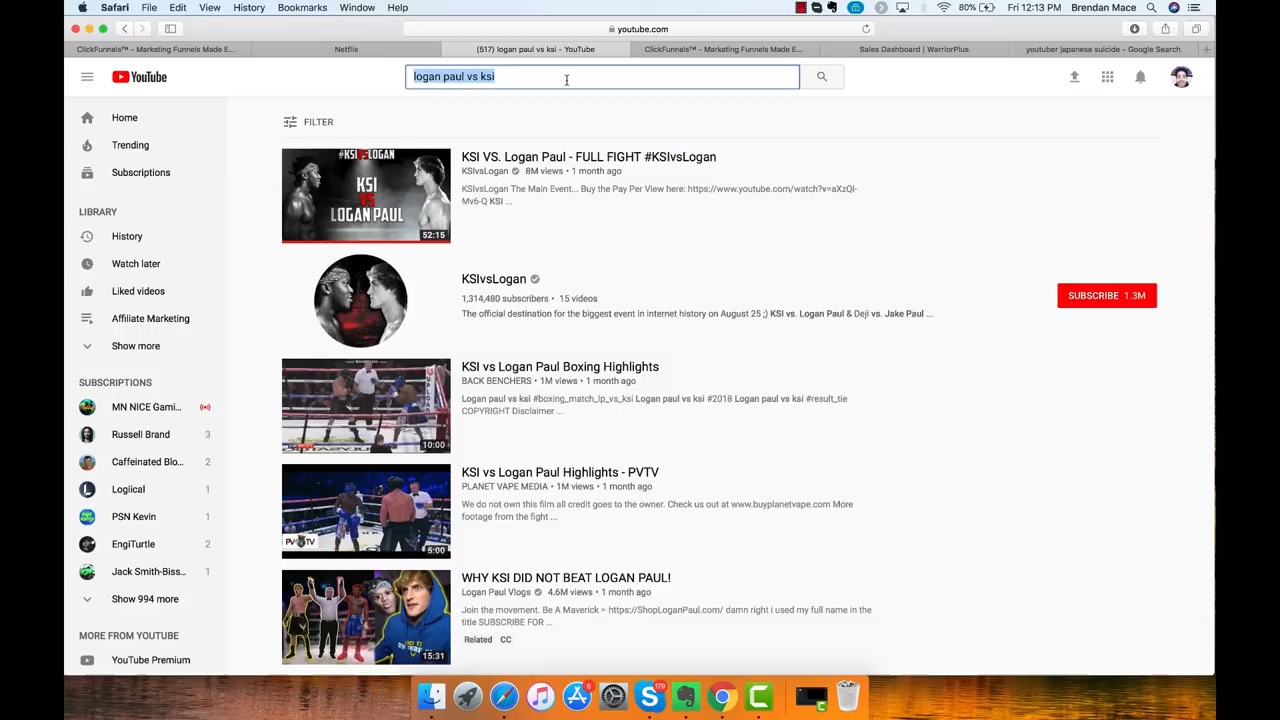 Safari File Edit View History Bookmarks Window Help
80% Fri 12:13 PM Brendan Mace
youtube.com
ClickFunnels™ - Marketing Funnels Made E...
Netflix
(517) logan paul vs ksi - YouTube
ClickFunnels™ - Marketing Funnels Made E...
Sales Dashboard | WarriorPlus
youtuber japanese suicide - Google Search
YouTube
logan paul vs ksi
Home
Trending
Subscriptions
LIBRARY
History
Watch later
Liked videos
Affiliate Marketing
Show more
SUBSCRIPTIONS
MN NICE Gami...
Russell Brand 3
Caffeinated Blo... 2
Logiical 1
PSN Kevin 1
EngiTurtle 2
Jack Smith-Biss... 1
Show 994 more
MORE FROM YOUTUBE
YouTube Premium
FILTER
#KSIVSLOGAN
KSI
VS
LOGAN PAUL
52:15
KSI VS. Logan Paul - FULL FIGHT #KSIvsLogan
KSIvsLogan 8M views • 1 month ago
KSIvsLogan The Main Event... Buy the Pay Per View here: https://www.youtube.com/watch?v=aXzQI-
Mv6-Q KSI ...
KSIvsLogan
1,314,480 subscribers • 15 videos
The official destination for the biggest event in internet history on August 25 ;) KSI vs. Logan Paul & Deji vs. Jake Paul ...
SUBSCRIBE 1.3M
10:00
KSI vs Logan Paul Boxing Highlights
BACK BENCHERS • 1M views • 1 month ago
Logan paul vs ksi #boxing_match_lp_vs_ksi Logan paul vs ksi #2018 Logan paul vs ksi #result_tie
COPYRIGHT Disclaimer ...
PV TV
5:00
KSI vs Logan Paul Highlights - PVTV
PLANET VAPE MEDIA • 1M views • 1 month ago
We do not own this film all credit goes to the owner. Check us out at www.buyplanetvape.com More
footage from the fight ...
15:31
WHY KSI DID NOT BEAT LOGAN PAUL!
Logan Paul Vlogs 4.6M views • 1 month ago
Join the movement. Be A Maverick > https://ShopLoganPaul.com/ damn right i used my full name in the
title SUBSCRIBE FOR ...
Related CC
6
179